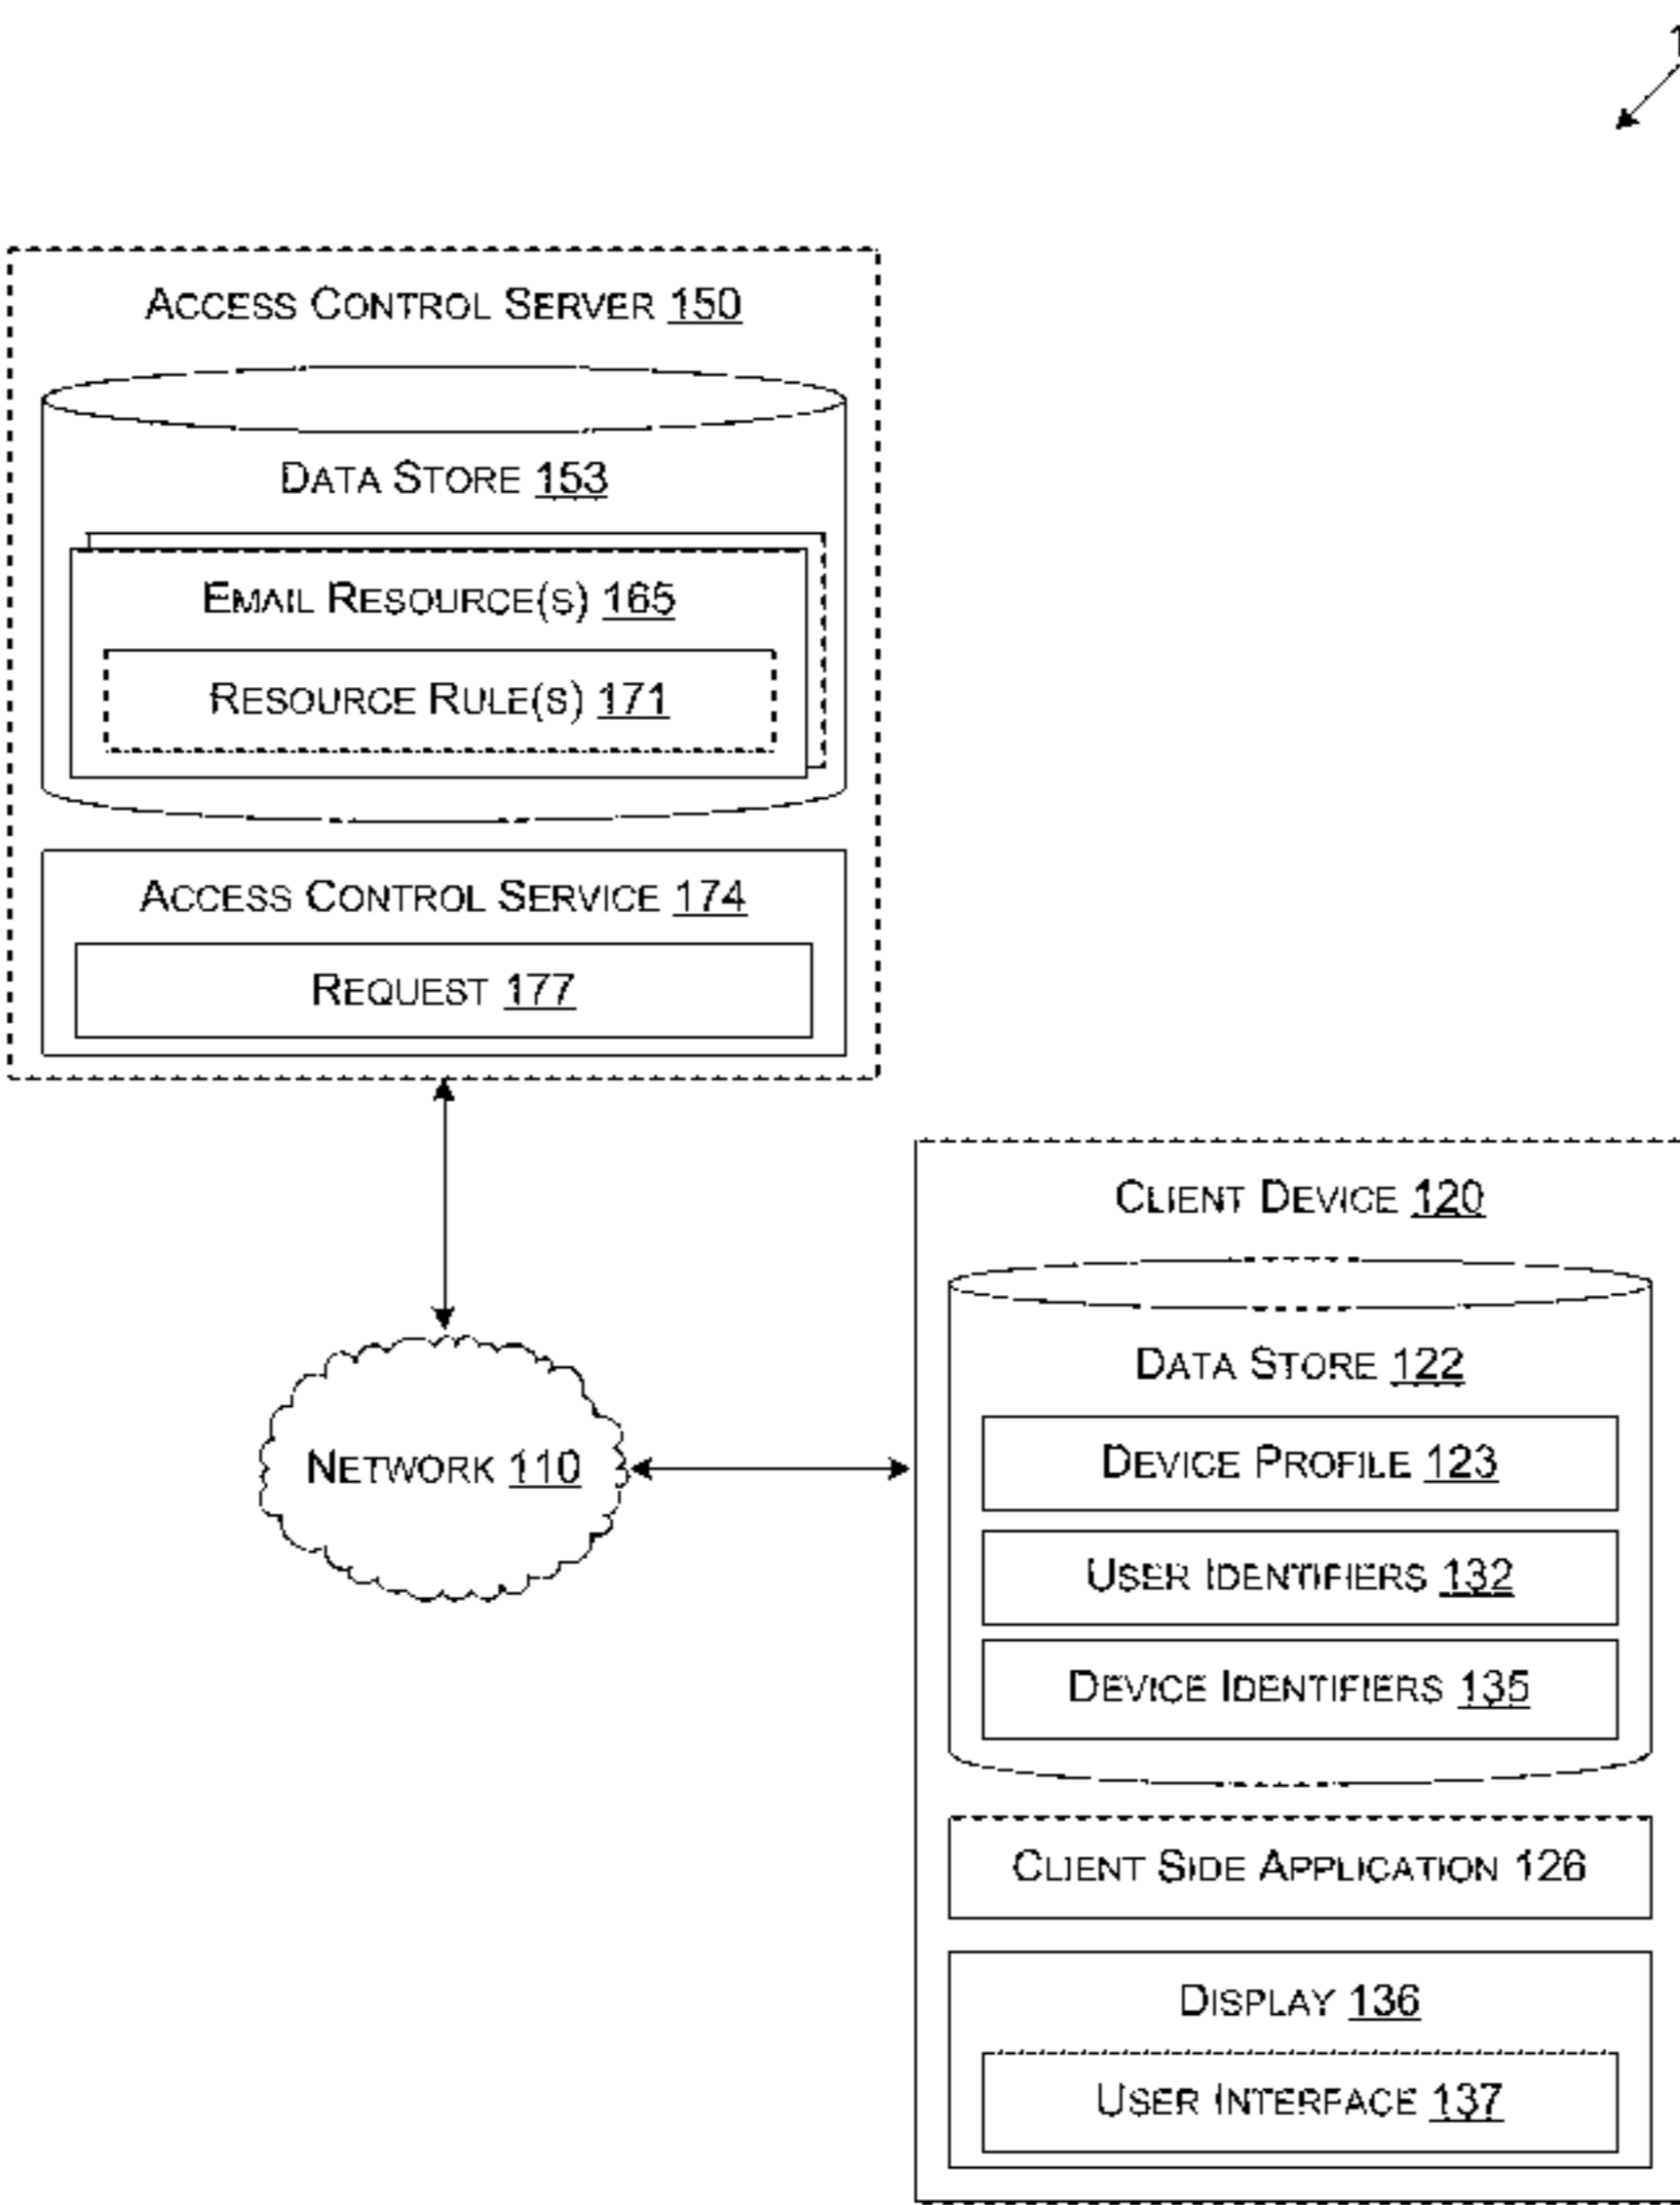 ACCESS CONTROL SERVER 150
DATA STORE 153
EMAIL RESOURCE(S) 165
RESOURCE RULE(S) 171
ACCESS CONTROL SERVICE 174
REQUEST 177
NETWORK 110
CLIENT DEVICE 120
DATA STORE 122
DEVICE PROFILE 123
USER IDENTIFIERS 132
DEVICE IDENTIFIERS 135
CLIENT SIDE APPLICATION 126
DISPLAY 136
USER INTERFACE 137